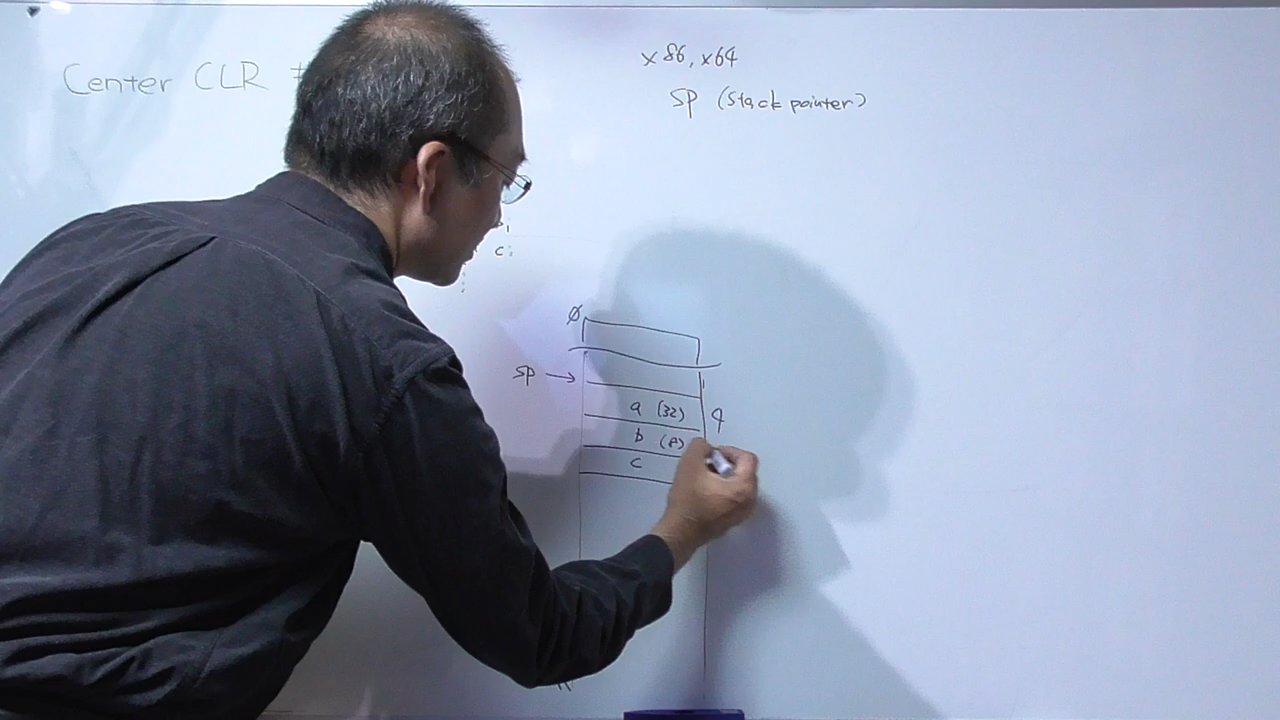 Center CLR #
x86, x64
SP (Stack pointer)
c;
Ø
SP →
a (32)
4
b (8)
c